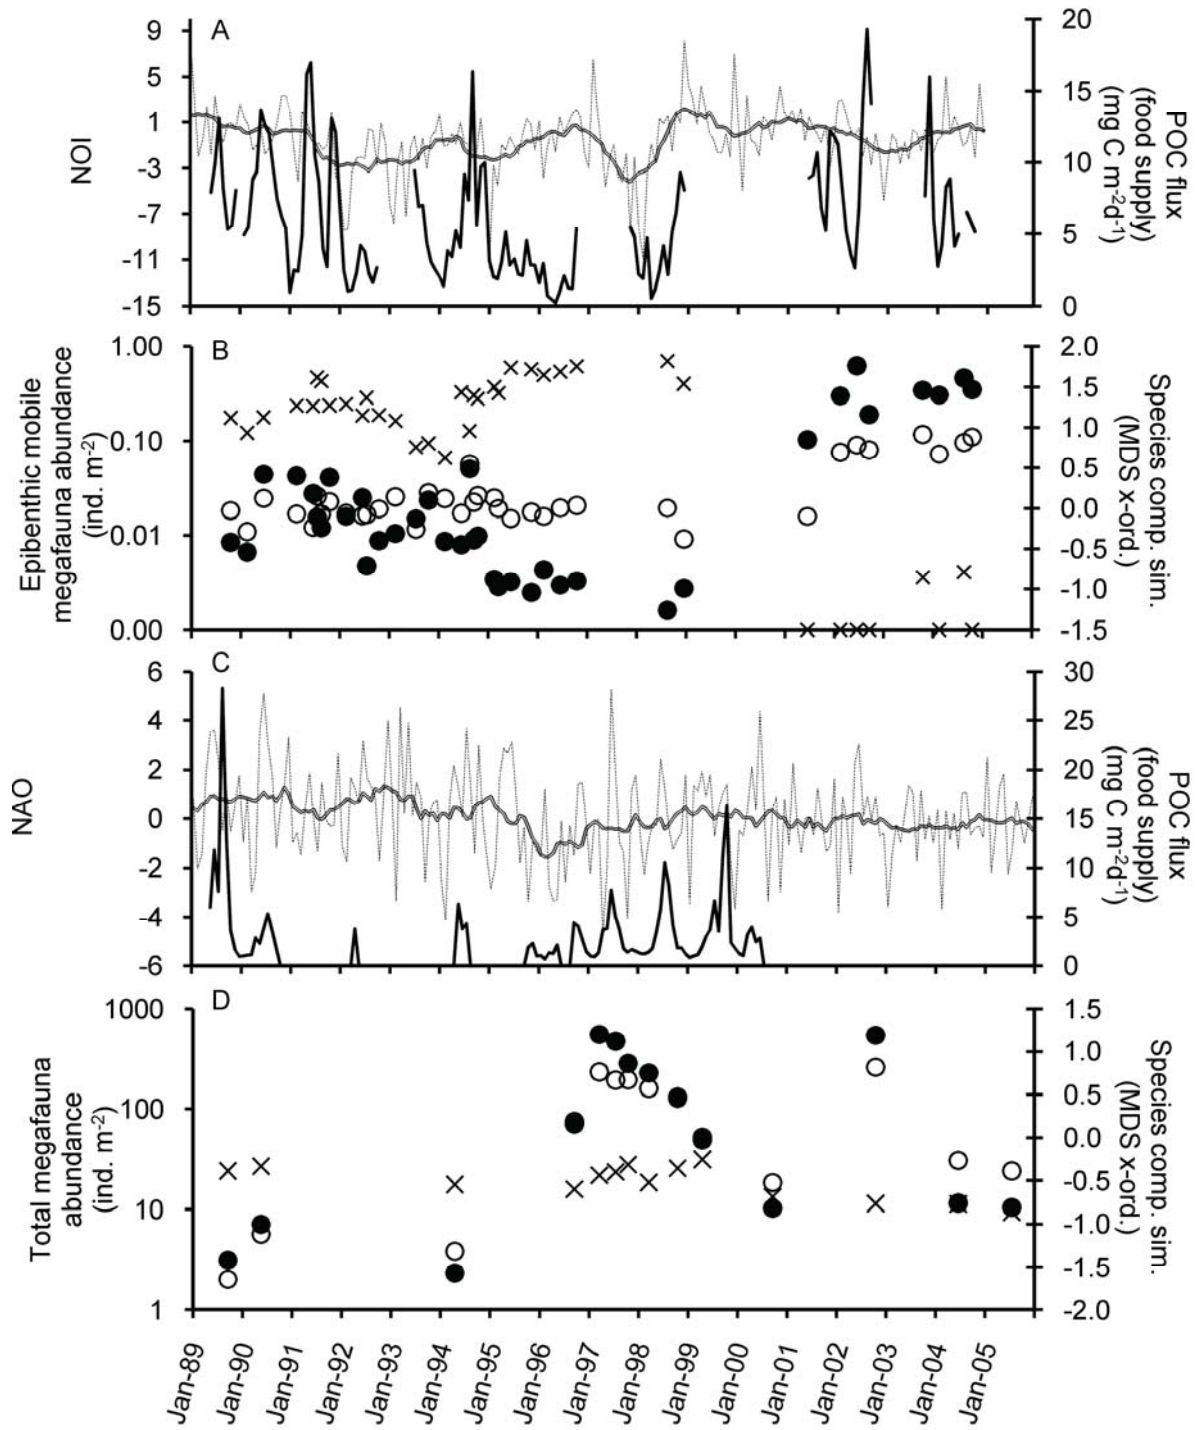 A
9
5
1
-3
-7
-11
-15
NOI
20
15
10
5
0
POC flux
(food supply)
(mg C m-2d-1)
B
1.00
0.10
0.01
0.00
Epibenthic mobile
megafauna abundance
(ind. m-2)
2.0
1.5
1.0
0.5
0.0
-0.5
-1.0
-1.5
Species comp. sim.
(MDS x-ord.)
C
6
4
2
0
-2
-4
-6
NAO
30
25
20
15
10
5
0
POC flux
(food supply)
(mg C m-2d-1)
D
1000
100
10
1
Total megafauna
abundance
(ind. m-2)
1.5
1.0
0.5
0.0
-0.5
-1.0
-1.5
-2.0
Species comp. sim.
(MDS x-ord.)
Jan-89
Jan-90
Jan-91
Jan-92
Jan-93
Jan-94
Jan-95
Jan-96
Jan-97
Jan-98
Jan-99
Jan-00
Jan-01
Jan-02
Jan-03
Jan-04
Jan-05